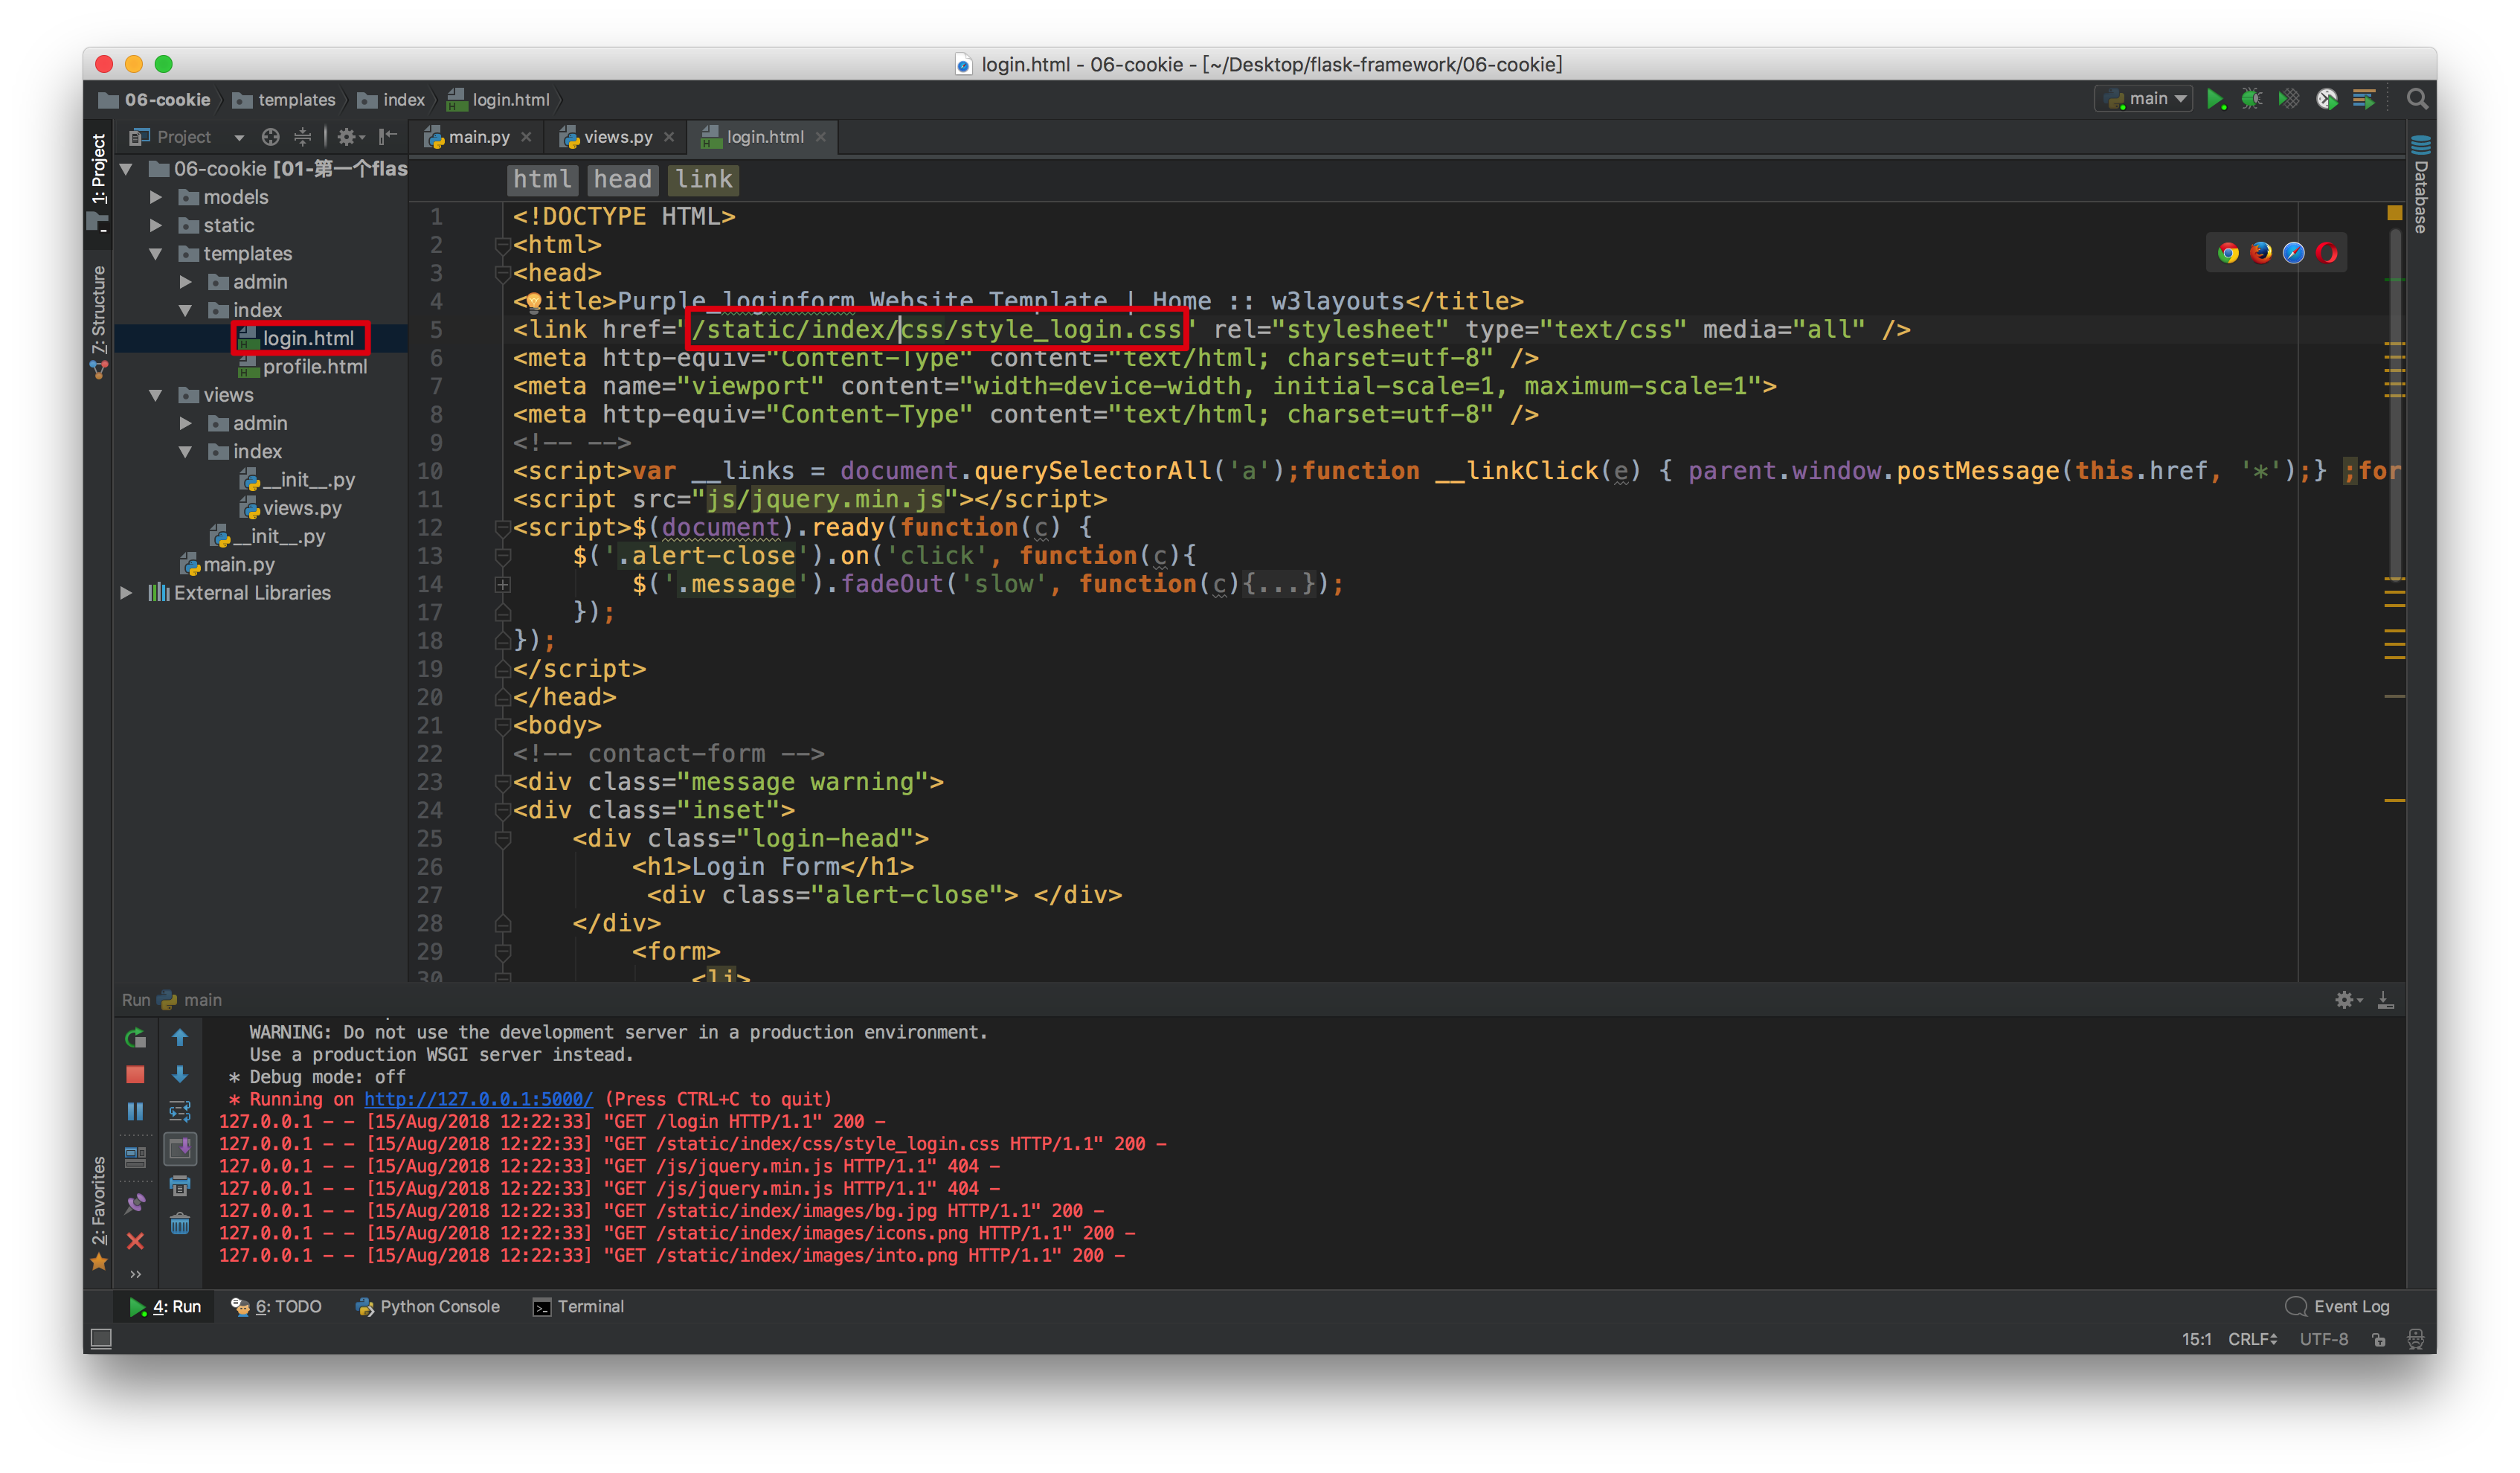 login.html - 06-cookie - [~/Desktop/flask-framework/06-cookie]
06-cookie templates index login.html
main
1: Project
7: Structure
2: Favorites
Database
Project
06-cookie [01-第一个flas
models
static
templates
admin
index
login.html
profile.html
views
admin
index
__init__.py
views.py
__init__.py
main.py
External Libraries
main.py views.py login.html
html head link
1 <!DOCTYPE HTML>
2 <html>
3 <head>
4 <title>Purple_loginform Website Template | Home :: w3layouts</title>
5 <link href="/static/index/css/style_login.css" rel="stylesheet" type="text/css" media="all" />
6 <meta http-equiv="Content-Type" content="text/html; charset=utf-8" />
7 <meta name="viewport" content="width=device-width, initial-scale=1, maximum-scale=1">
8 <meta http-equiv="Content-Type" content="text/html; charset=utf-8" />
9 <!-- -->
10 <script>var __links = document.querySelectorAll('a');function __linkClick(e) { parent.window.postMessage(this.href, '*');} ;for
11 <script src="js/jquery.min.js"></script>
12 <script>$(document).ready(function(c) {
13 $('.alert-close').on('click', function(c){
14 $('.message').fadeOut('slow', function(c){...});
17 });
18 });
19 </script>
20 </head>
21 <body>
22 <!-- contact-form -->
23 <div class="message warning">
24 <div class="inset">
25 <div class="login-head">
26 <h1>Login Form</h1>
27 <div class="alert-close"> </div>
28 </div>
29 <form>
30 <li>
Run main
WARNING: Do not use the development server in a production environment.
Use a production WSGI server instead.
* Debug mode: off
* Running on http://127.0.0.1:5000/ (Press CTRL+C to quit)
127.0.0.1 - - [15/Aug/2018 12:22:33] "GET /login HTTP/1.1" 200 -
127.0.0.1 - - [15/Aug/2018 12:22:33] "GET /static/index/css/style_login.css HTTP/1.1" 200 -
127.0.0.1 - - [15/Aug/2018 12:22:33] "GET /js/jquery.min.js HTTP/1.1" 404 -
127.0.0.1 - - [15/Aug/2018 12:22:33] "GET /js/jquery.min.js HTTP/1.1" 404 -
127.0.0.1 - - [15/Aug/2018 12:22:33] "GET /static/index/images/bg.jpg HTTP/1.1" 200 -
127.0.0.1 - - [15/Aug/2018 12:22:33] "GET /static/index/images/icons.png HTTP/1.1" 200 -
127.0.0.1 - - [15/Aug/2018 12:22:33] "GET /static/index/images/into.png HTTP/1.1" 200 -
4: Run 6: TODO Python Console Terminal Event Log
15:1 CRLF UTF-8